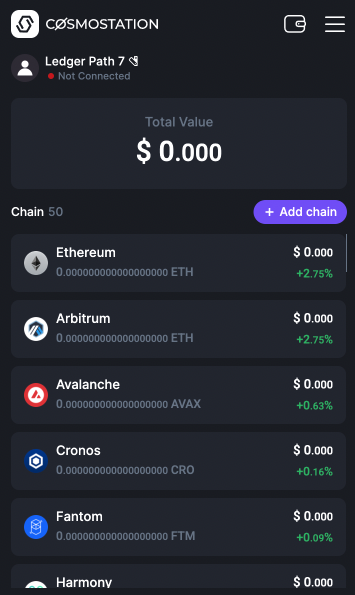 COSMOSTATION
Ledger Path 7
Not Connected
Total Value
$ 0.000
Chain 50
+ Add chain
Ethereum $ 0.000
0.000000000000000000 ETH +2.75%
Arbitrum $ 0.000
0.000000000000000000 ETH +2.75%
Avalanche $ 0.000
0.000000000000000000 AVAX +0.63%
Cronos $ 0.000
0.000000000000000000 CRO +0.16%
Fantom $ 0.000
0.000000000000000000 FTM +0.09%
Harmony $ 0.000